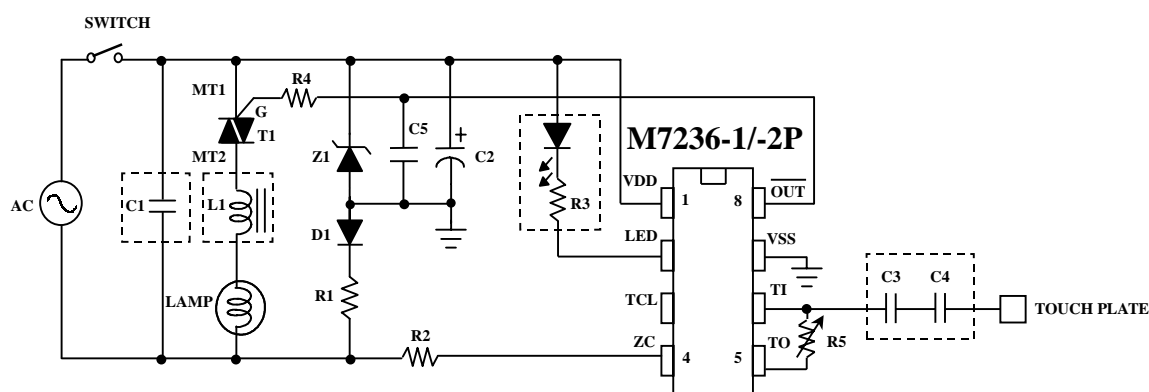 SWITCH
MT1
R4
G
T1
MT2
C5
+
C2
Z1
M7236-1/-2P
VDD
1
8
OUT
AC
C1
L1
R3
D1
LED
VSS
C3
C4
TCL
TI
TOUCH PLATE
LAMP
R1
R2
ZC
4
5
TO
R5